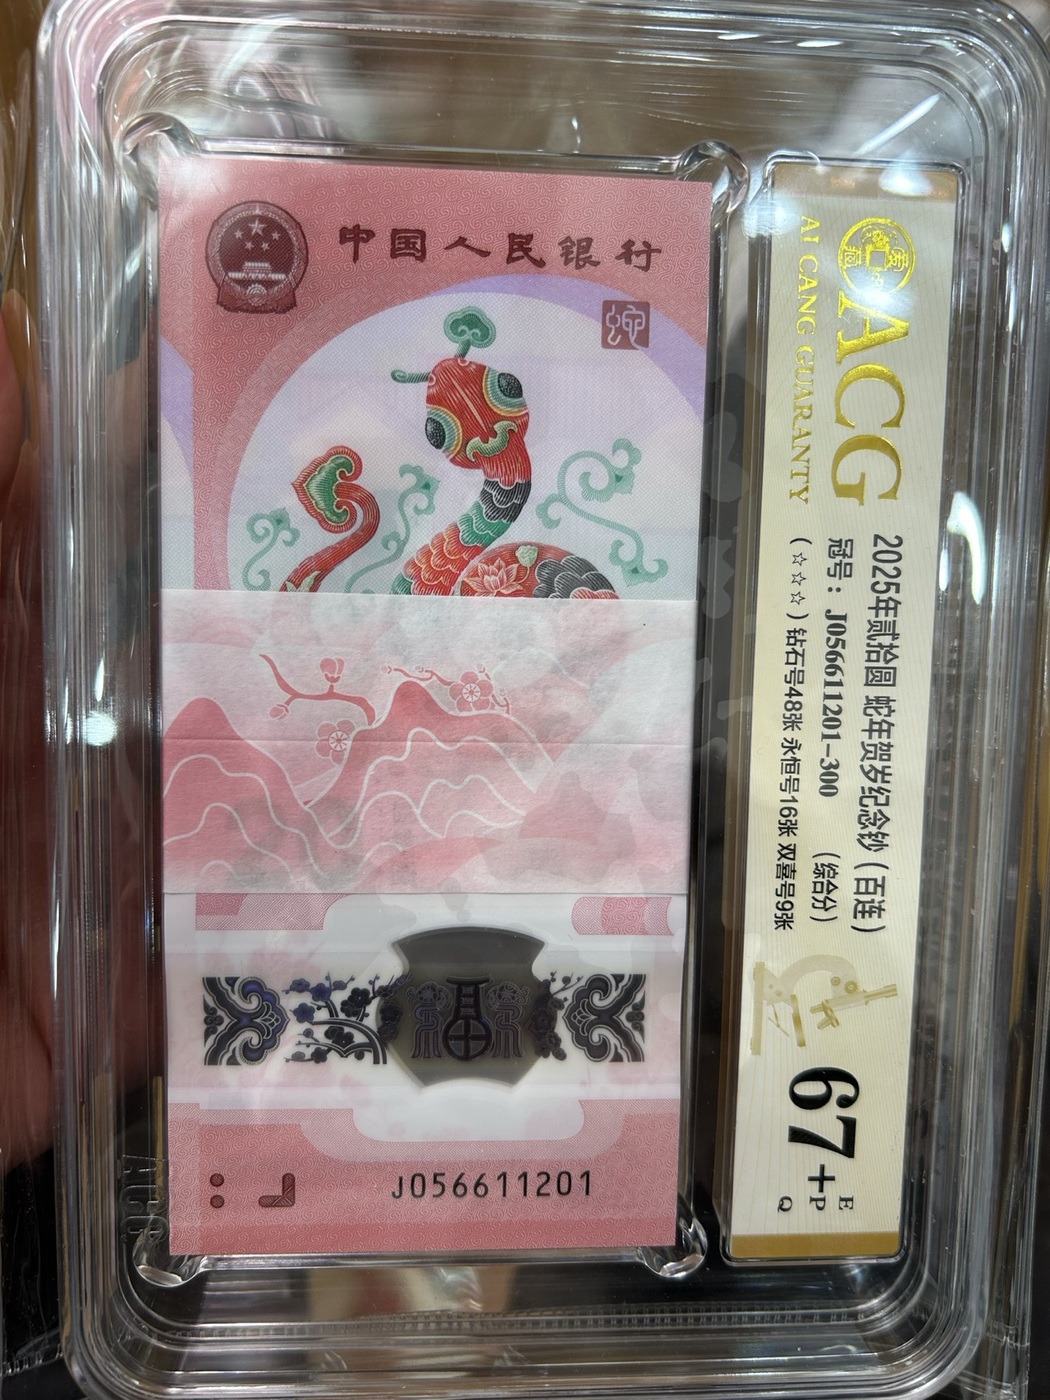 中国人民银行
蛇
J056611201
ACG
AI CANG GUARANTY
2025年贰拾圆 蛇年贺岁纪念钞（百连）
冠号：J056611201-300 （综合分）
（☆☆☆）钻石号48张 永恒号16张 双喜号9张
67+
E
P
Q
ACG